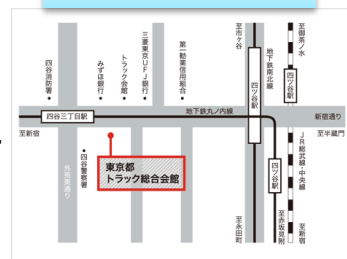 至市ケ谷
至御茶ノ水
四谷消防署
みずほ銀行
トラック会館
三菱東京UFJ銀行
第一勧業信用組合
地下鉄南北線
四ツ谷駅
四ツ谷駅
四谷三丁目駅
地下鉄丸ノ内線
新宿通り
至新宿
至半蔵門
四谷警察署
外苑東通り
東京都
トラック総合会館
四ツ谷駅
JR総武線・中央線
至永田町
至赤坂見附
至新宿